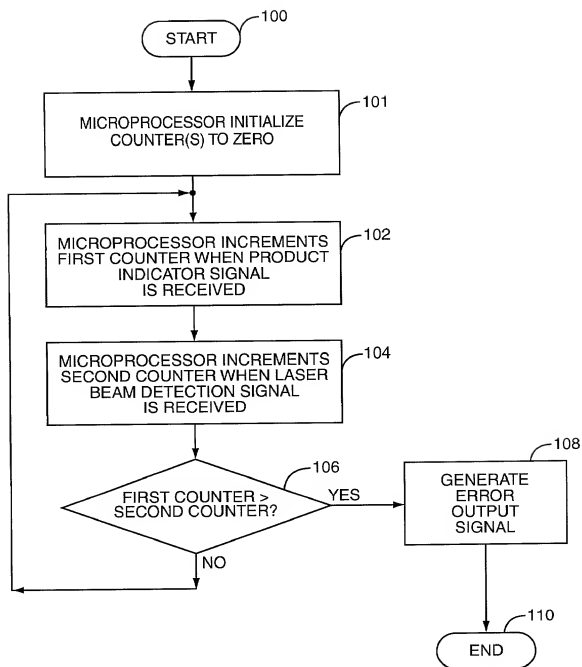 100
START
101
MICROPROCESSOR INITIALIZE
COUNTER(S) TO ZERO
102
MICROPROCESSOR INCREMENTS
FIRST COUNTER WHEN PRODUCT
INDICATOR SIGNAL
IS RECEIVED
104
MICROPROCESSOR INCREMENTS
SECOND COUNTER WHEN LASER
BEAM DETECTION SIGNAL
IS RECEIVED
106
FIRST COUNTER >
SECOND COUNTER?
YES
NO
108
GENERATE
ERROR
OUTPUT
SIGNAL
110
END